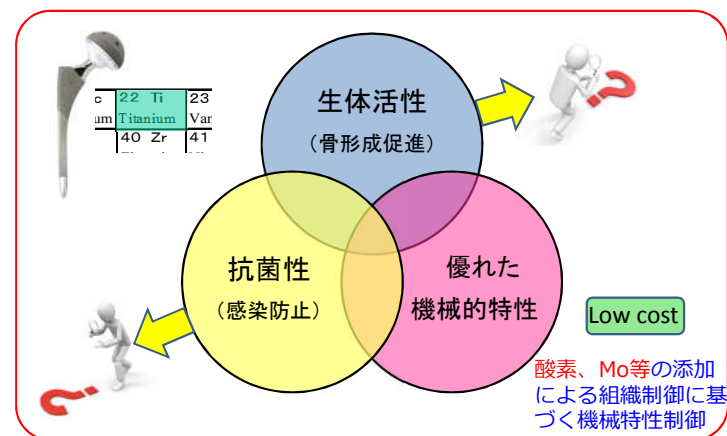 c 22 Ti 23
um Titanium Van
40 Zr 41
生体活性
(骨形成促進)
抗菌性
(感染防止)
優れた
機械的特性
Low cost
酸素、Mo等の添加
による組織制御に基
づく機械特性制御